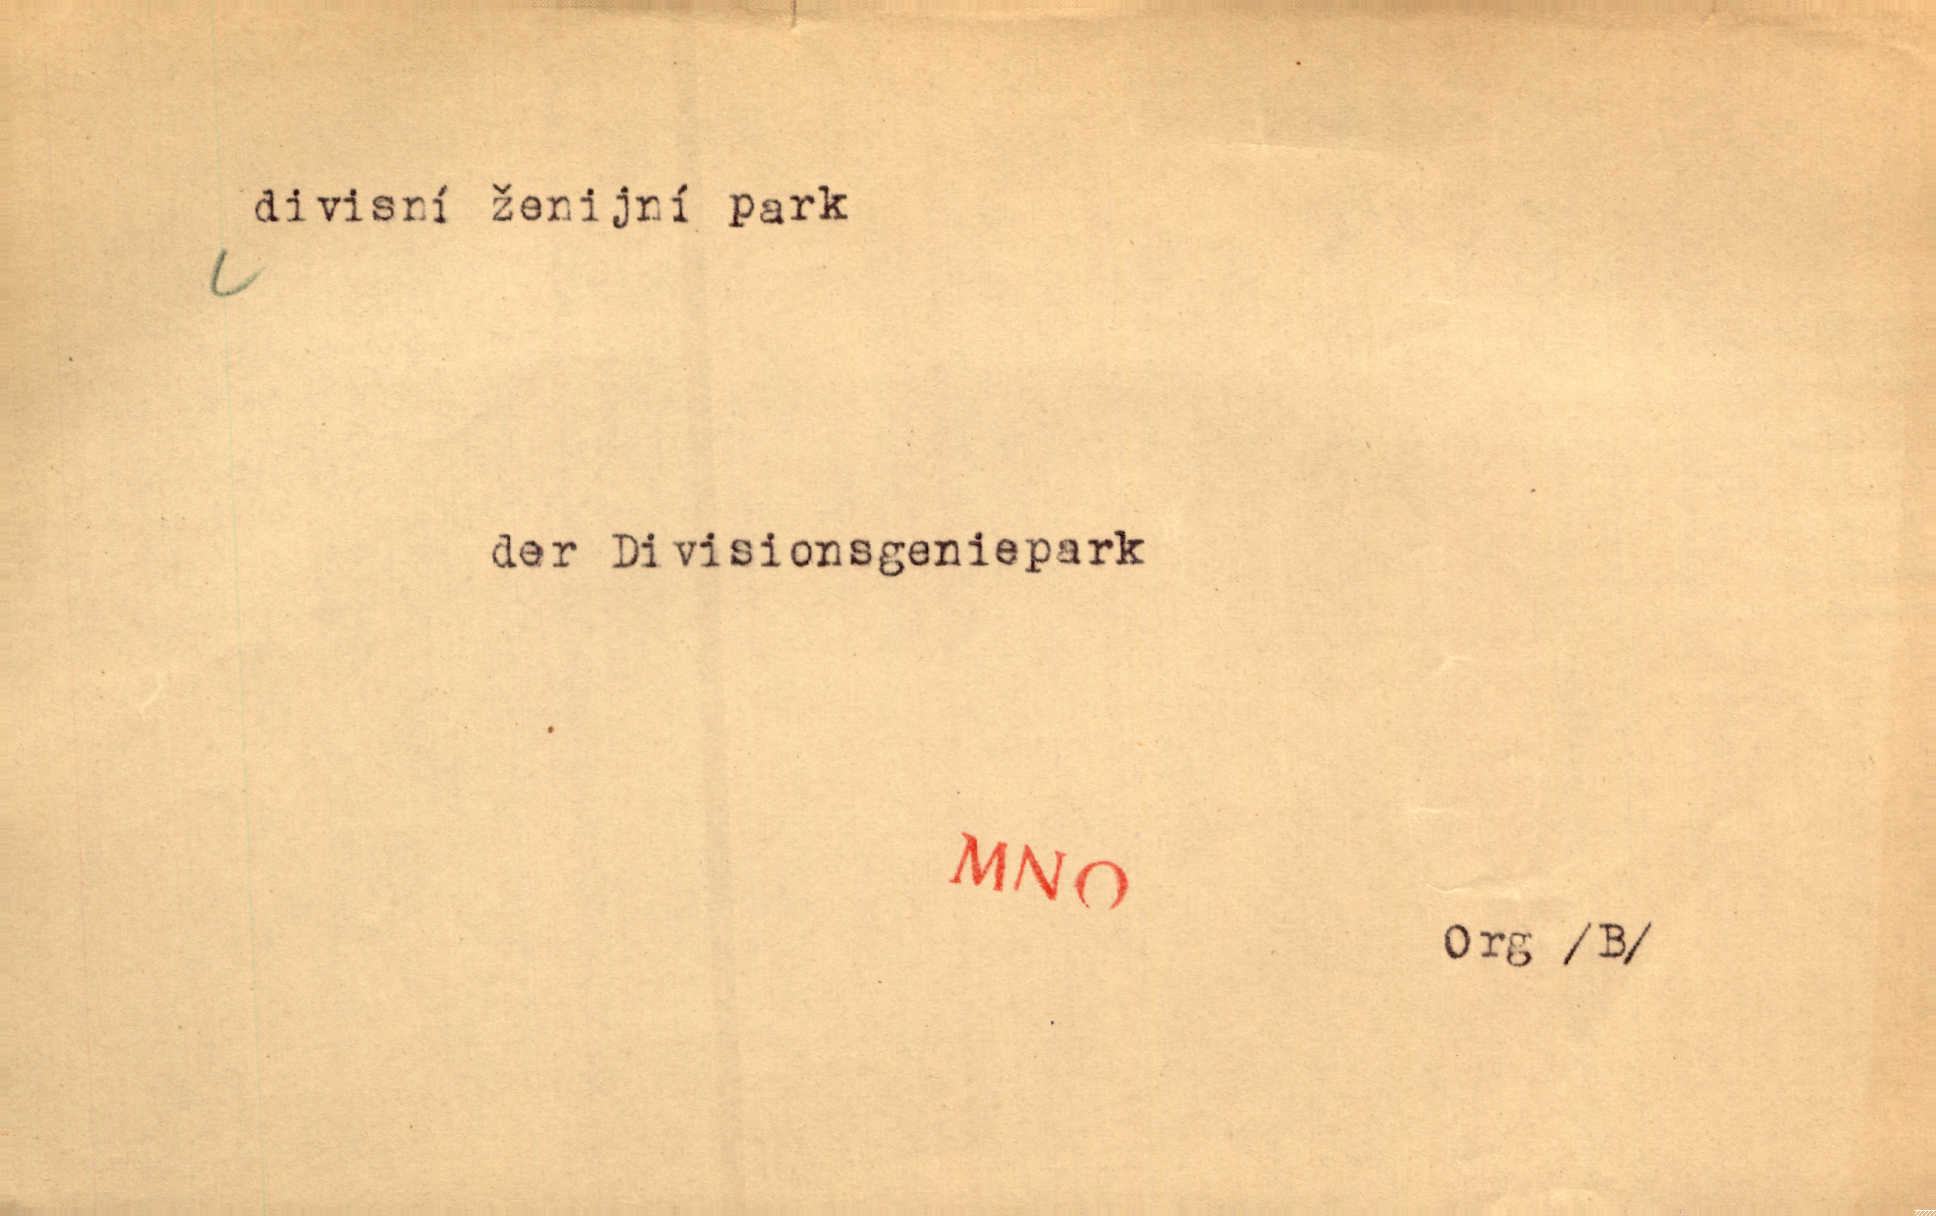 divisní ženijní park
der Divisionsgeniepark
MNO
Org /B/